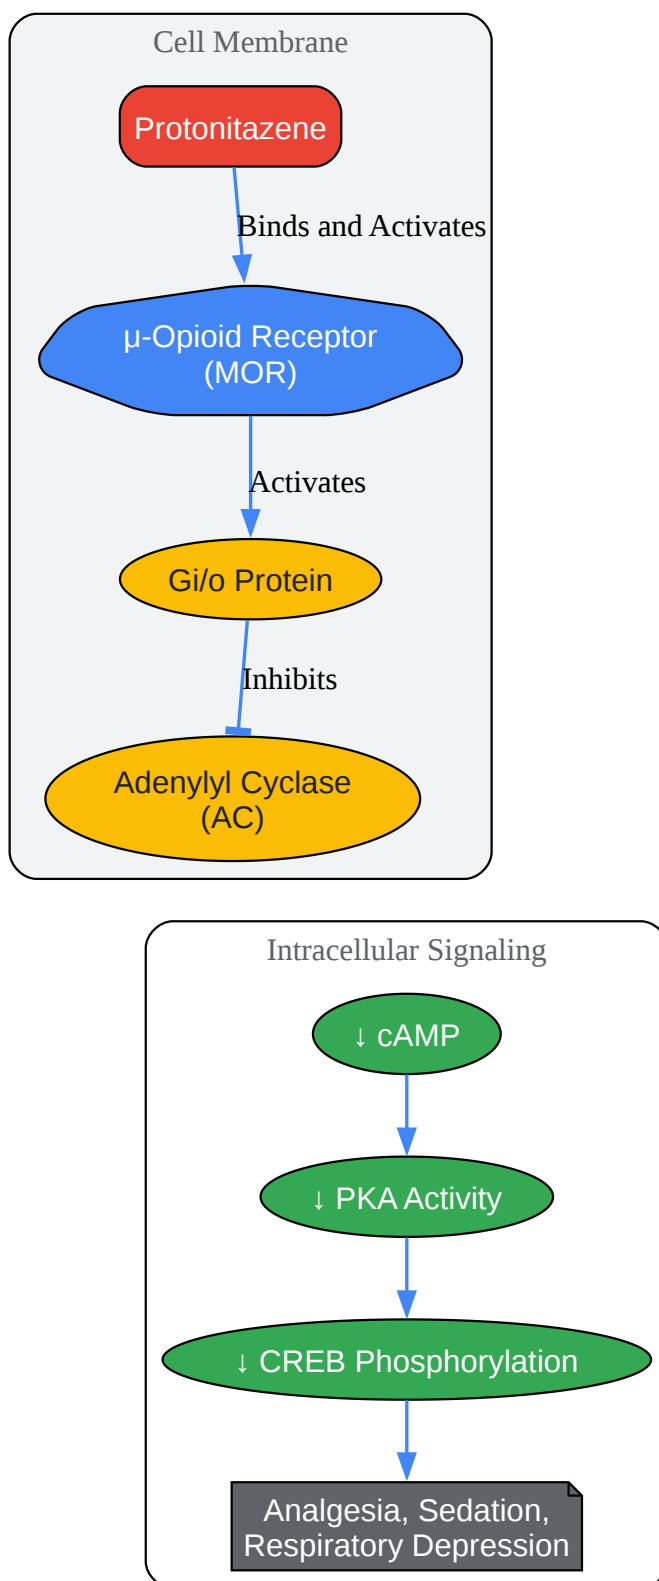 Cell Membrane
Protonitazene
Binds and Activates
μ-Opioid Receptor
(MOR)
Activates
Gi/o Protein
Inhibits
Adenylyl Cyclase
(AC)
Intracellular Signaling
↓ cAMP
↓ PKA Activity
↓ CREB Phosphorylation
Analgesia, Sedation,
Respiratory Depression